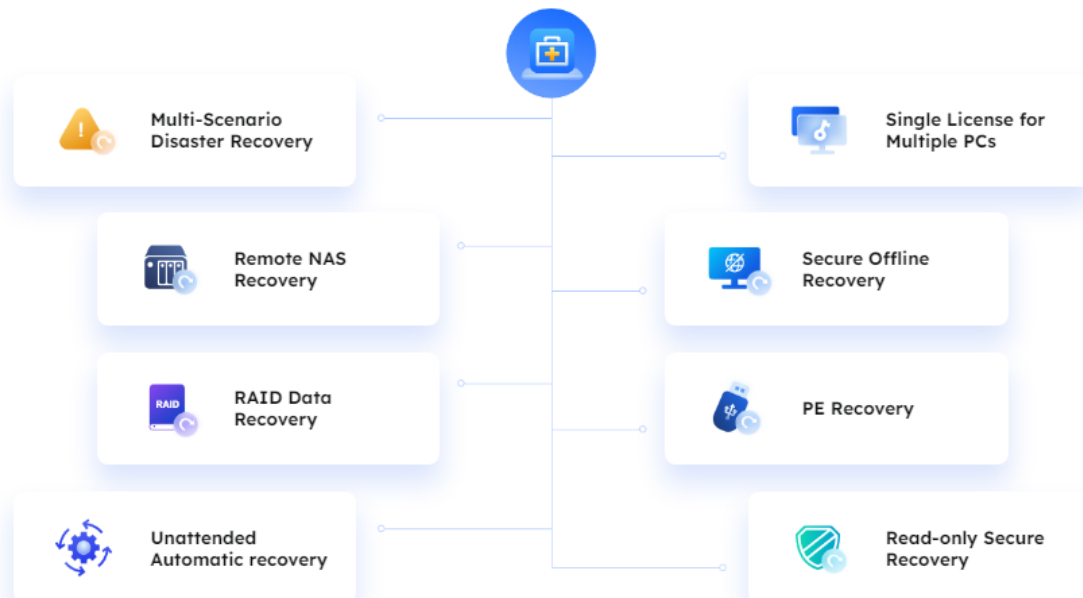 Multi-Scenario
Disaster Recovery
Single License for
Multiple PCs
Remote NAS
Recovery
Secure Offline
Recovery
RAID
RAID Data
Recovery
PE Recovery
Unattended
Automatic recovery
Read-only Secure
Recovery